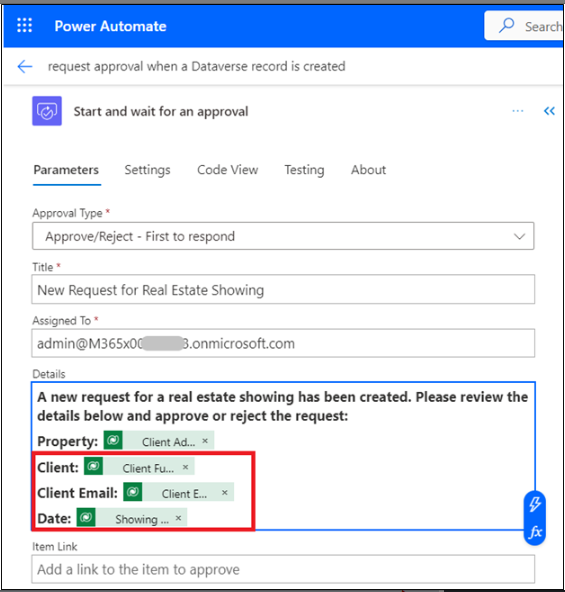 Power Automate
Search
request approval when a Dataverse record is created
Start and wait for an approval
Parameters Settings Code View Testing About
Approval Type *
Approve/Reject - First to respond
Title *
New Request for Real Estate Showing
Assigned To *
admin@M365x00 3.onmicrosoft.com
Details
A new request for a real estate showing has been created. Please review the
details below and approve or reject the request:
Property: Client Ad... ×
Client: Client Fu... ×
Client Email: Client E... ×
Date: Showing ... ×
fx
Item Link
Add a link to the item to approve